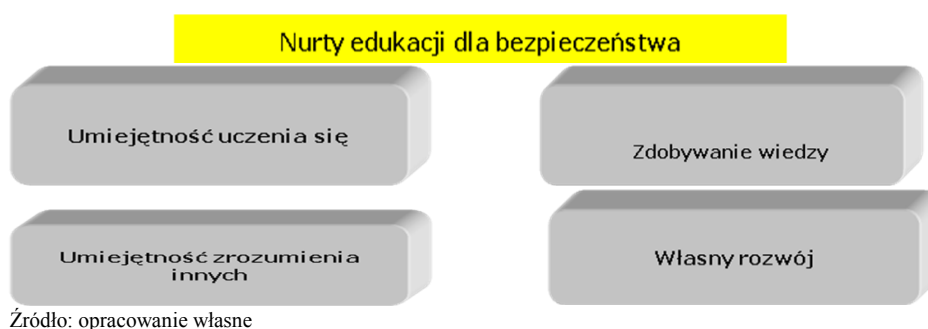 Nurty edukacji dla bezpieczeństwa
Umiejętność uczenia się
Zdobywanie wiedzy
Umiejętność zrozumienia
innych
Własny rozwój
Źródło: opracowanie własne